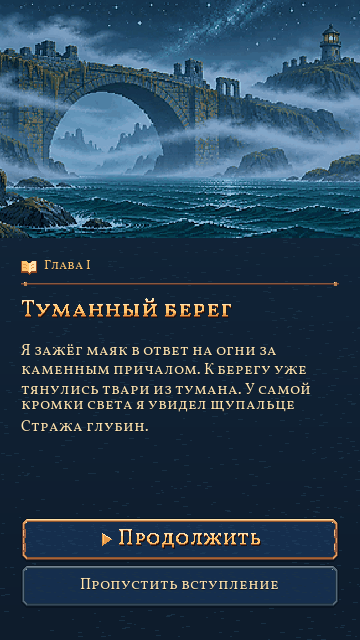 Глава I
Туманный берег
Я зажёг маяк в ответ на огни за
каменным причалом. К берегу уже
тянулись твари из тумана. У самой
кромки света я увидел щупальце
Стража глубин.
Продолжить
Пропустить вступление